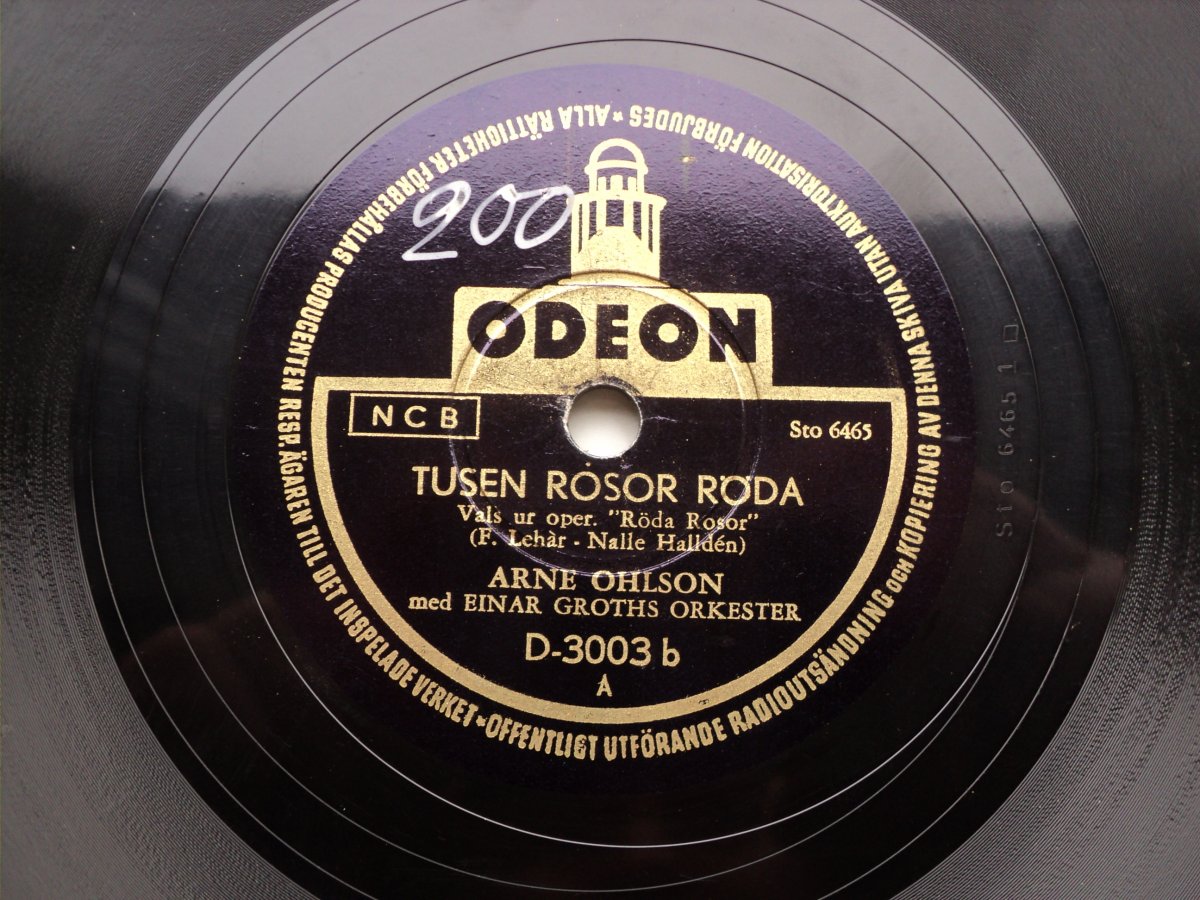 ALLA RÄTTIGHETER FÖRBEHÅLLAS PRODUCENTEN RESP. ÄGAREN TILL DET INSPELADE VERKET * OFFENTLIGT UTFÖRANDE RADIOUTSÄNDNING OCH KOPIERING AV DENNA SKIVA UTAN AUKTORISATION FÖRBJUDES *
200
ODEON
NCB
Sto 6465
TUSEN ROSOR RÖDA
Vals ur oper. "Röda Rosor"
(F. Lehàr - Nalle Halldén)
ARNE OHLSON
med EINAR GROTHS ORKESTER
D-3003 b
A
Sto 6465 1